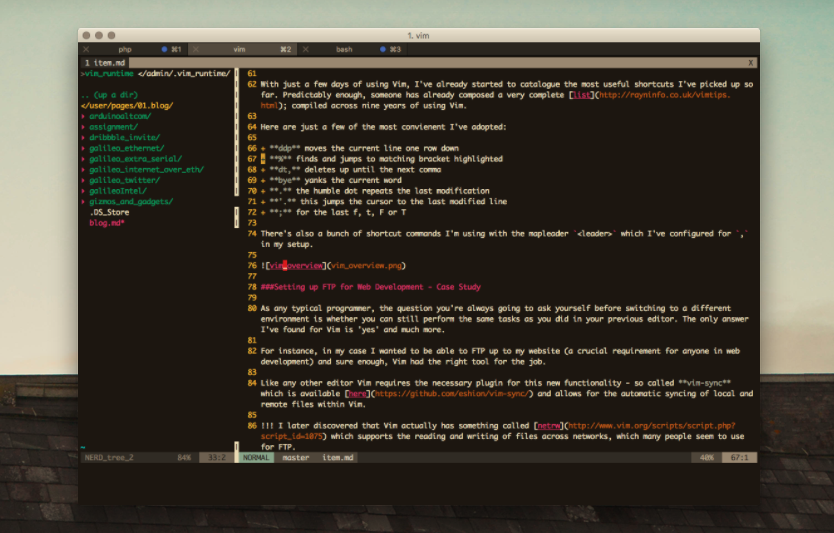 1. vim
× php ⌘1 × vim ⌘2 × bash ⌘3
1 item.md X
>vim_runtime </admin/.vim_runtime/
.. (up a dir)
</user/pages/01.blog/
▸ arduinoaltcom/
▸ assignment/
▸ dribbble_invite/
▸ galileo_ethernet/
▸ galileo_extra_serial/
▸ galileo_internet_over_eth/
▸ galileo_twitter/
▸ galileoIntel/
▸ gizmos_and_gadgets/
.DS_Store
blog.md*
~
NERD_tree_2 84% 33:2
61
62 With just a few days of using Vim, I've already started to catalogue the most useful shortcuts I've picked up so
far. Predictably enough, someone has already composed a very complete [list](http://rayninfo.co.uk/vimtips.
html); compiled across nine years of using Vim.
63
64 Here are just a few of the most convienent I've adopted:
65
66 + **ddp** moves the current line one row down
67 + **%** finds and jumps to matching bracket highlighted
68 + **dt,** deletes up until the next comma
69 + **bye** yanks the current word
70 + **.** the humble dot repeats the last modification
71 + **'.** this jumps the cursor to the last modified line
72 + **;** for the last f, t, F or T
73
74 There's also a bunch of shortcut commands I'm using with the mapleader `<leader>` which I've configured for `,`
in my setup.
75
76 ![vim_overview](vim_overview.png)
77
78 ###Setting up FTP for Web Development - Case Study
79
80 As any typical programmer, the question you're always going to ask yourself before switching to a different
environment is whether you can still perform the same tasks as you did in your previous editor. The only answer
I've found for Vim is 'yes' and much more.
81
82 For instance, in my case I wanted to be able to FTP up to my website (a crucial requirement for anyone in web
development) and sure enough, Vim had the right tool for the job.
83
84 Like any other editor Vim requires the necessary plugin for this new functionality - so called **vim-sync**
which is available [here](https://github.com/eshion/vim-sync/) and allows for the automatic syncing of local and
remote files within Vim.
85
86 !!! I later discovered that Vim actually has something called [netrw](http://www.vim.org/scripts/script.php?
script_id=1075) which supports the reading and writing of files across networks, which many people seem to use
for FTP.
NORMAL master item.md 40% 67:1